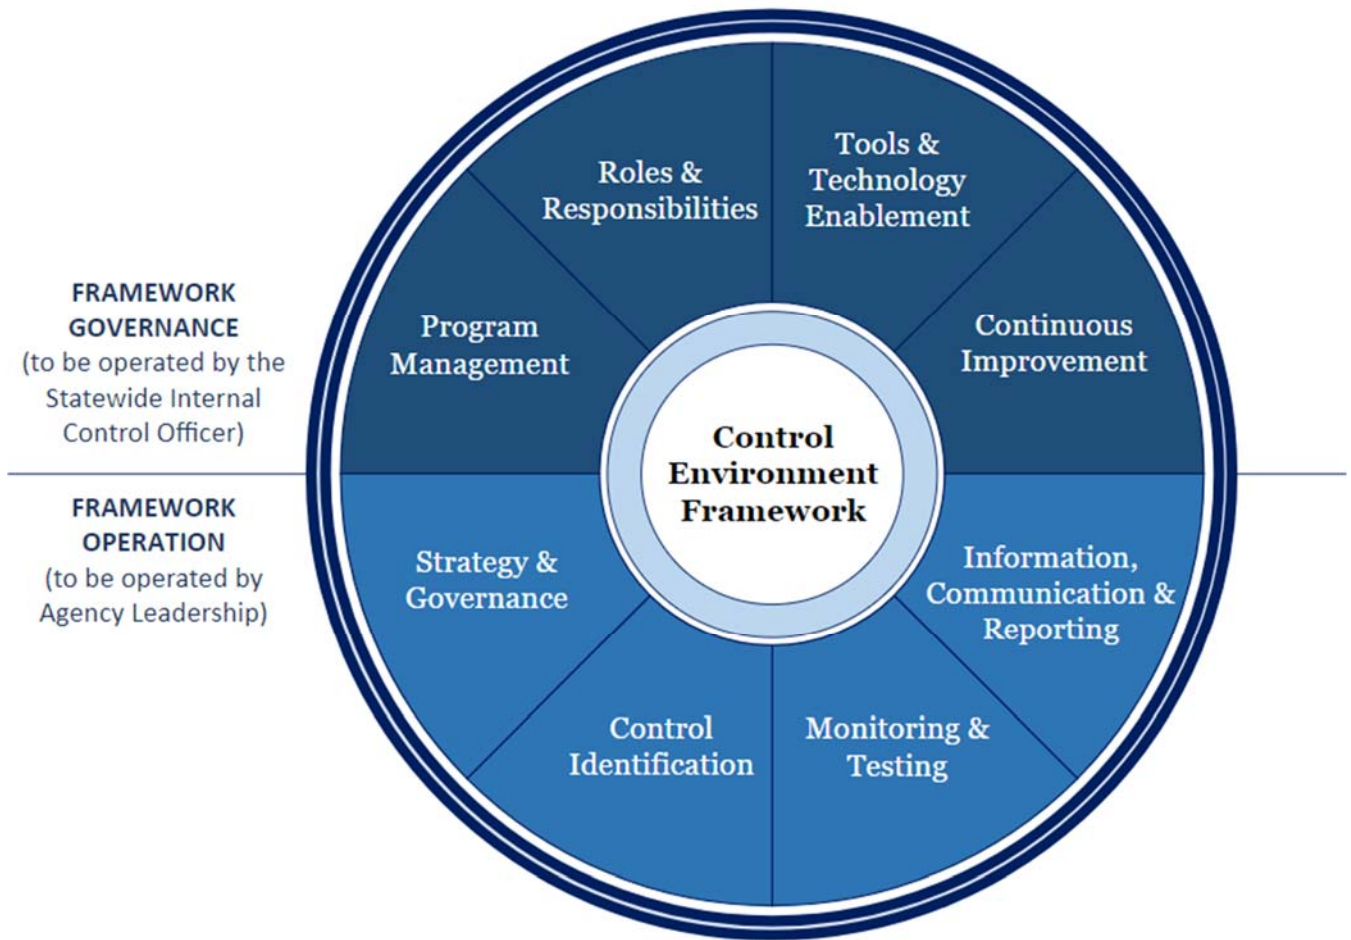 FRAMEWORK
GOVERNANCE
(to be operated by the
Statewide Internal
Control Officer)
FRAMEWORK
OPERATION
(to be operated by
Agency Leadership)
Program
Management
Roles &
Responsibilities
Tools &
Technology
Enablement
Continuous
Improvement
Control
Environment
Framework
Strategy &
Governance
Control
Identification
Monitoring &
Testing
Information,
Communication &
Reporting